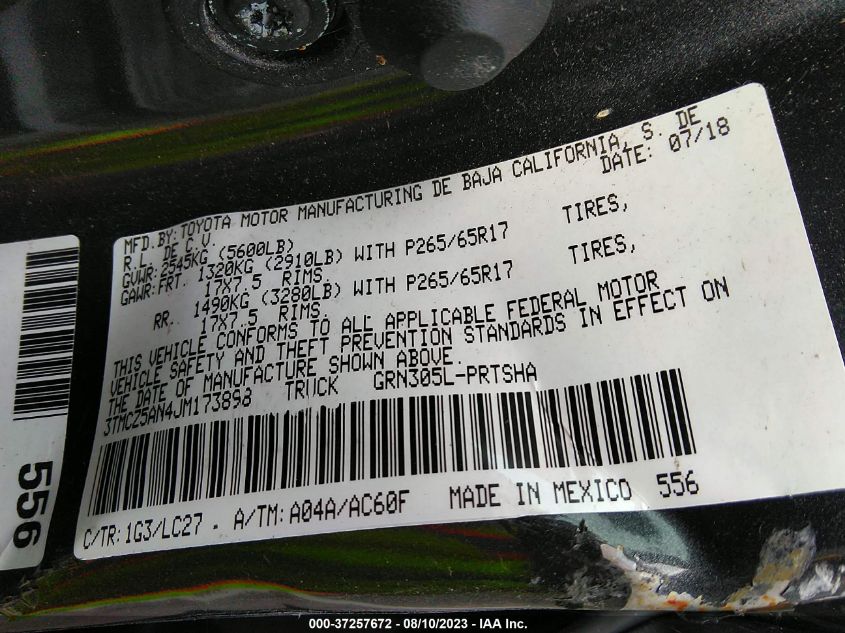 MFD.BY:TOYOTA MOTOR MANUFACTURING DE BAJA CALIFORNIA, S. DE
R.L. DE C.V. DATE: 07/18
GVWR:2545KG (5600LB)
GAWR:FRT. 1320KG (2910LB) WITH P265/65R17 TIRES,
17X7.5 RIMS.
RR. 1490KG (3280LB) WITH P265/65R17 TIRES,
17X7.5 RIMS.
THIS VEHICLE CONFORMS TO ALL APPLICABLE FEDERAL MOTOR
VEHICLE SAFETY AND THEFT PREVENTION STANDARDS IN EFFECT ON
THE DATE OF MANUFACTURE SHOWN ABOVE.
3TMCZ5AN4JM173898 TRUCK GRN305L-PRTSHA
C/TR:1G3/LC27 - A/TM:A04A/AC60F MADE IN MEXICO 556
556
000-37257672 - 08/10/2023 - IAA Inc.